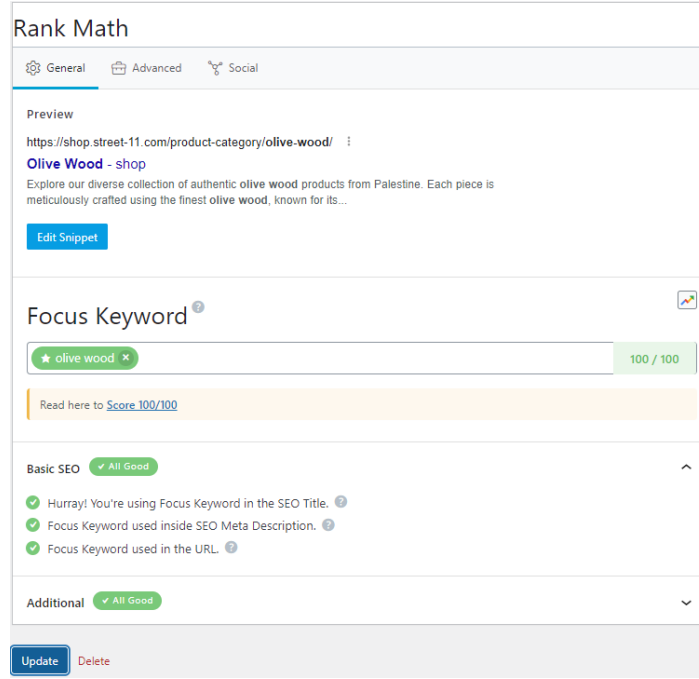 Rank Math
General Advanced Social
Preview
https://shop.street-11.com/product-category/olive-wood/
Olive Wood - shop
Explore our diverse collection of authentic olive wood products from Palestine. Each piece is
meticulously crafted using the finest olive wood, known for its...
Edit Snippet
Focus Keyword ?
olive wood 100 / 100
Read here to Score 100/100
Basic SEO All Good
Hurray! You're using Focus Keyword in the SEO Title. ?
Focus Keyword used inside SEO Meta Description. ?
Focus Keyword used in the URL. ?
Additional All Good
Update Delete